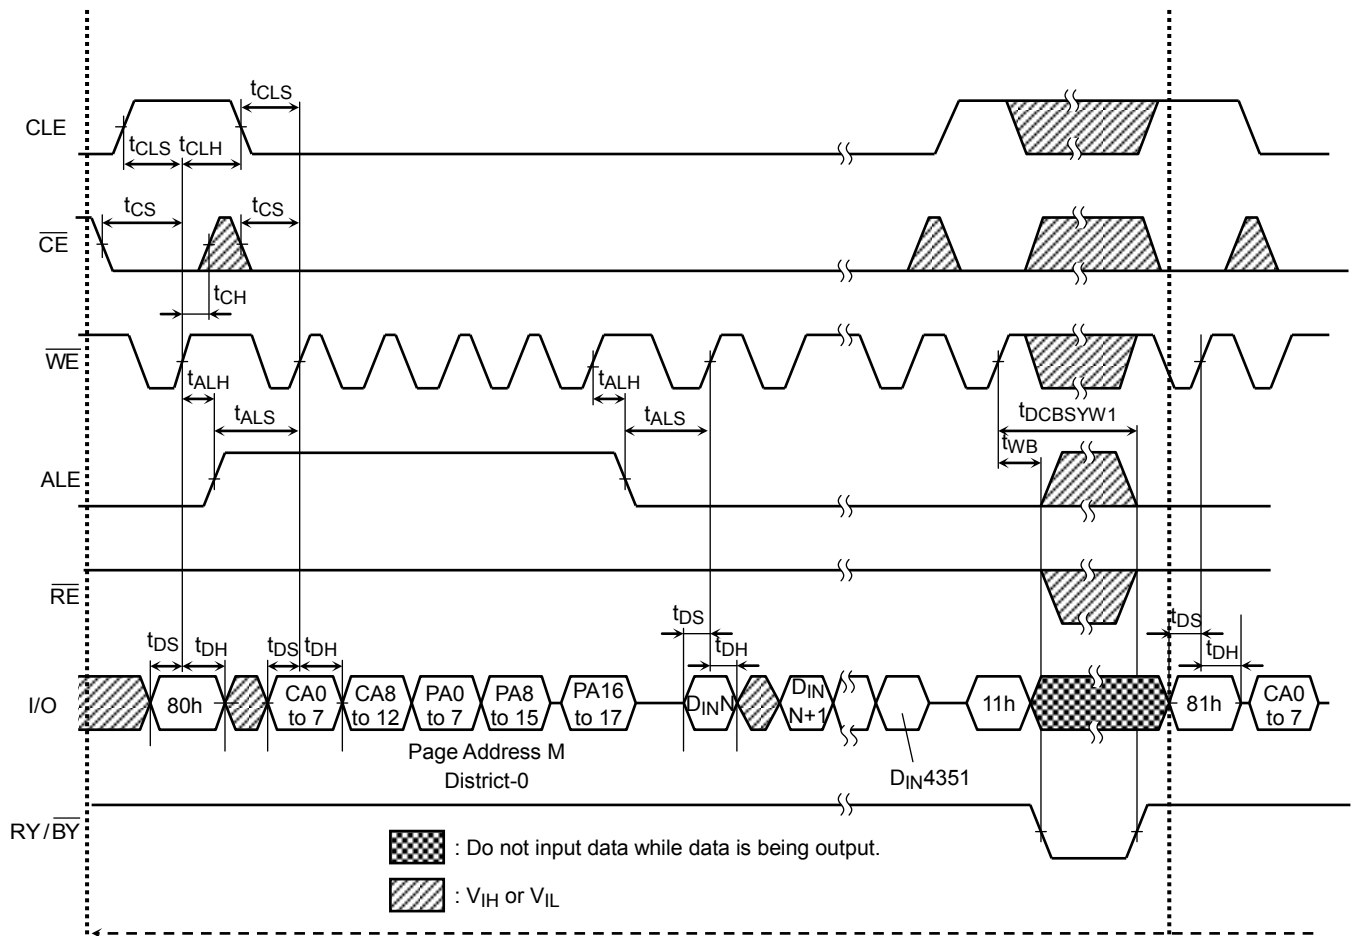 tCLS
CLE
tCLS tCLH
tCS tCS
CE
tCH
WE
tALH tALH
tALS tALS tDCBSYW1
tWB
ALE
RE
tDS tDH tDS tDH tDS tDH tDS tDH
I/O
80h
CA0 to 7
CA8 to 12
PA0 to 7
PA8 to 15
PA16 to 17
DINN
DIN N+1
11h
81h
CA0 to 7
Page Address M
District-0
DIN4351
RY/BY
: Do not input data while data is being output.
: VIH or VIL